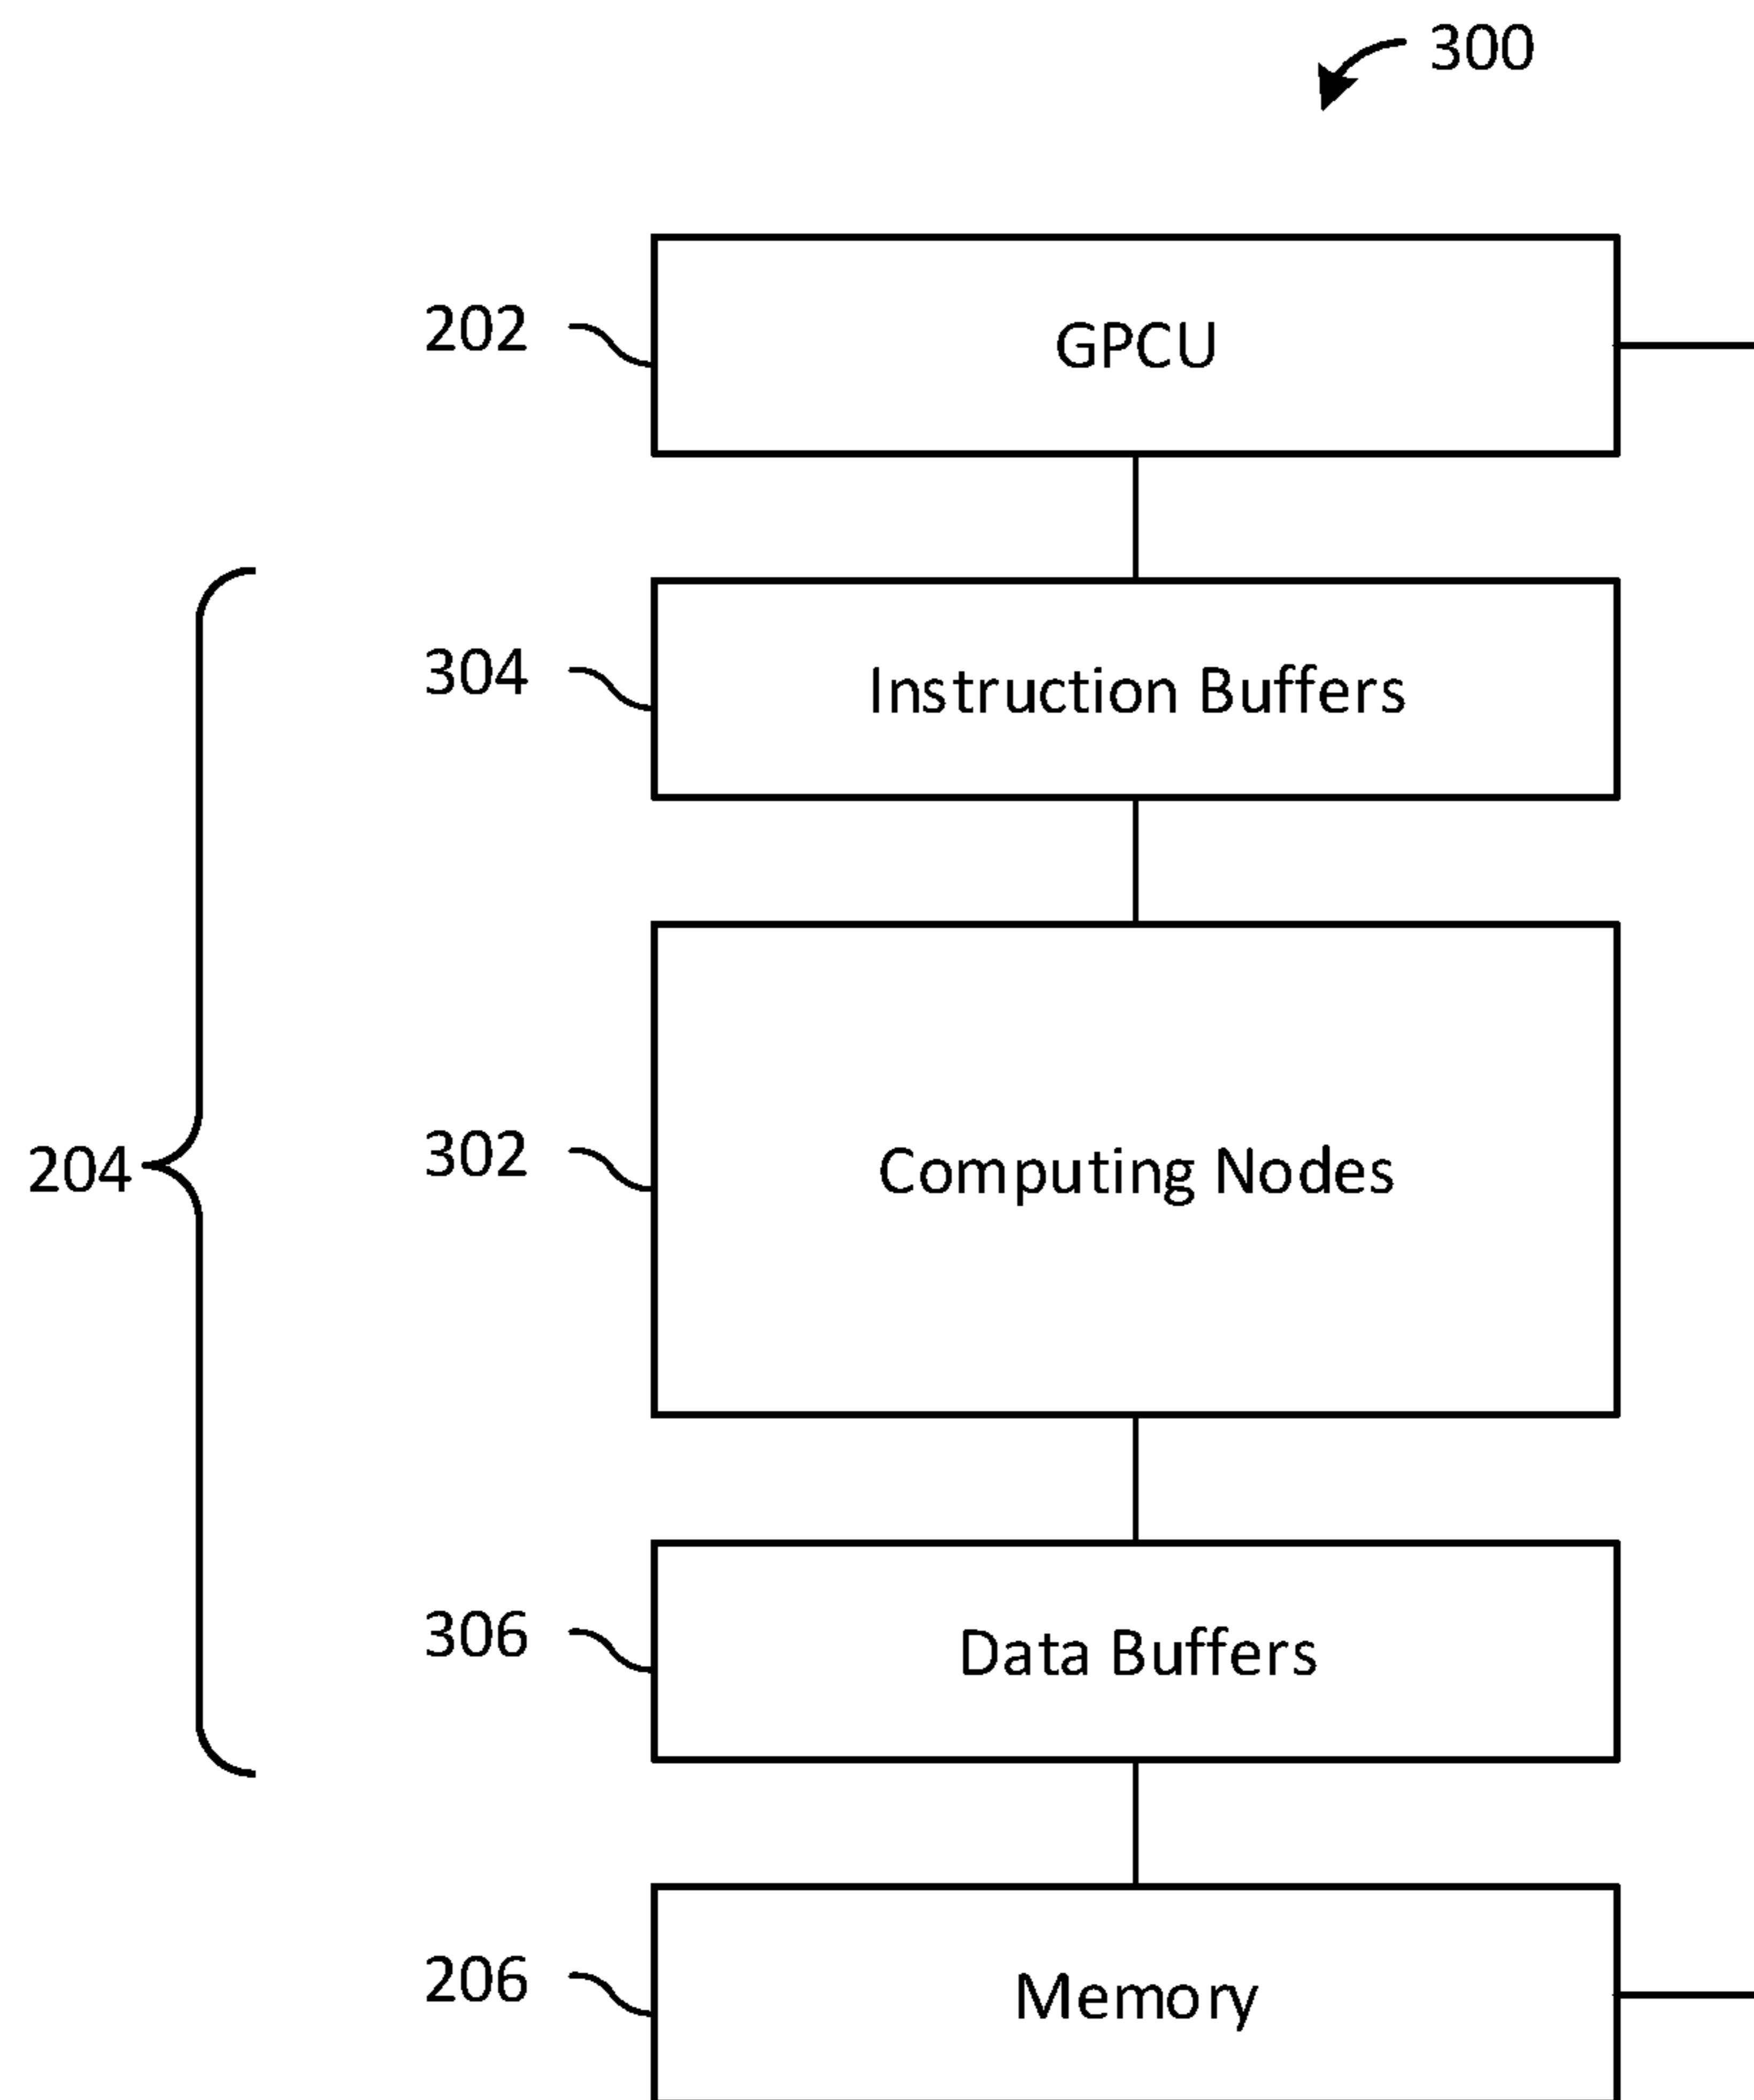 300
202
GPCU
304
Instruction Buffers
204
302
Computing Nodes
306
Data Buffers
206
Memory